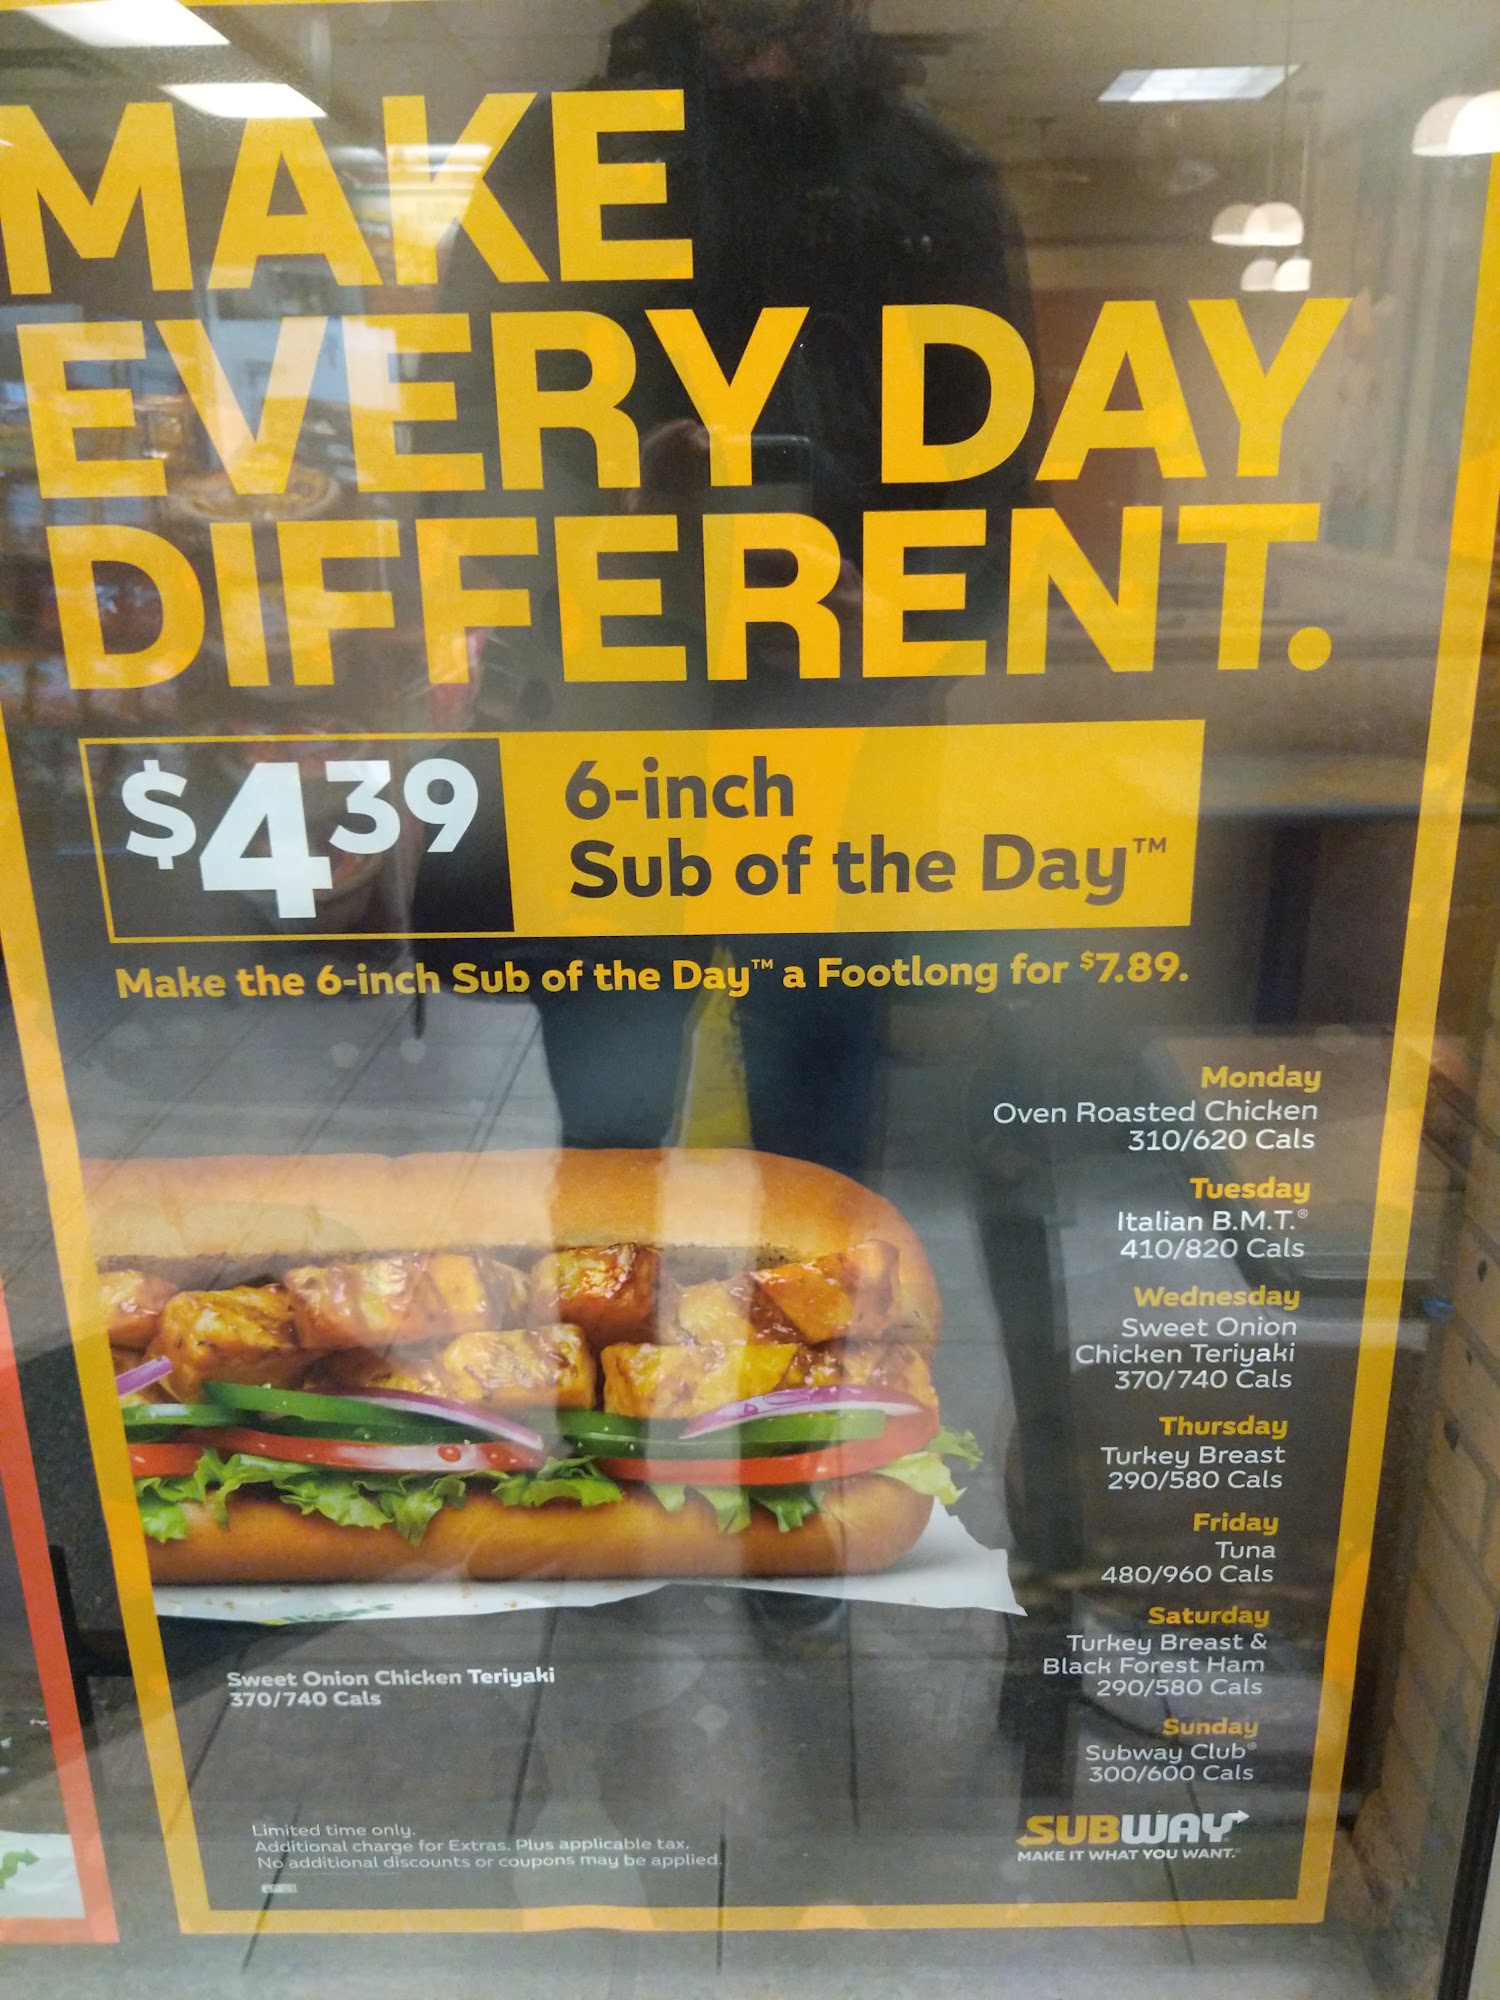 MAKE
EVERY DAY
DIFFERENT.
$4.39
6-inch
Sub of the Day™
Make the 6-inch Sub of the Day™ a Footlong for $7.89.
Monday
Oven Roasted Chicken
310/620 Cals
Tuesday
Italian B.M.T.®
410/820 Cals
Wednesday
Sweet Onion
Chicken Teriyaki
370/740 Cals
Thursday
Turkey Breast
290/580 Cals
Friday
Tuna
480/960 Cals
Saturday
Turkey Breast &
Black Forest Ham
290/580 Cals
Sunday
Subway Club®
300/600 Cals
Sweet Onion Chicken Teriyaki
370/740 Cals
Limited time only.
Additional charge for Extras. Plus applicable tax.
No additional discounts or coupons may be applied.
SUBWAY®
MAKE IT WHAT YOU WANT.®